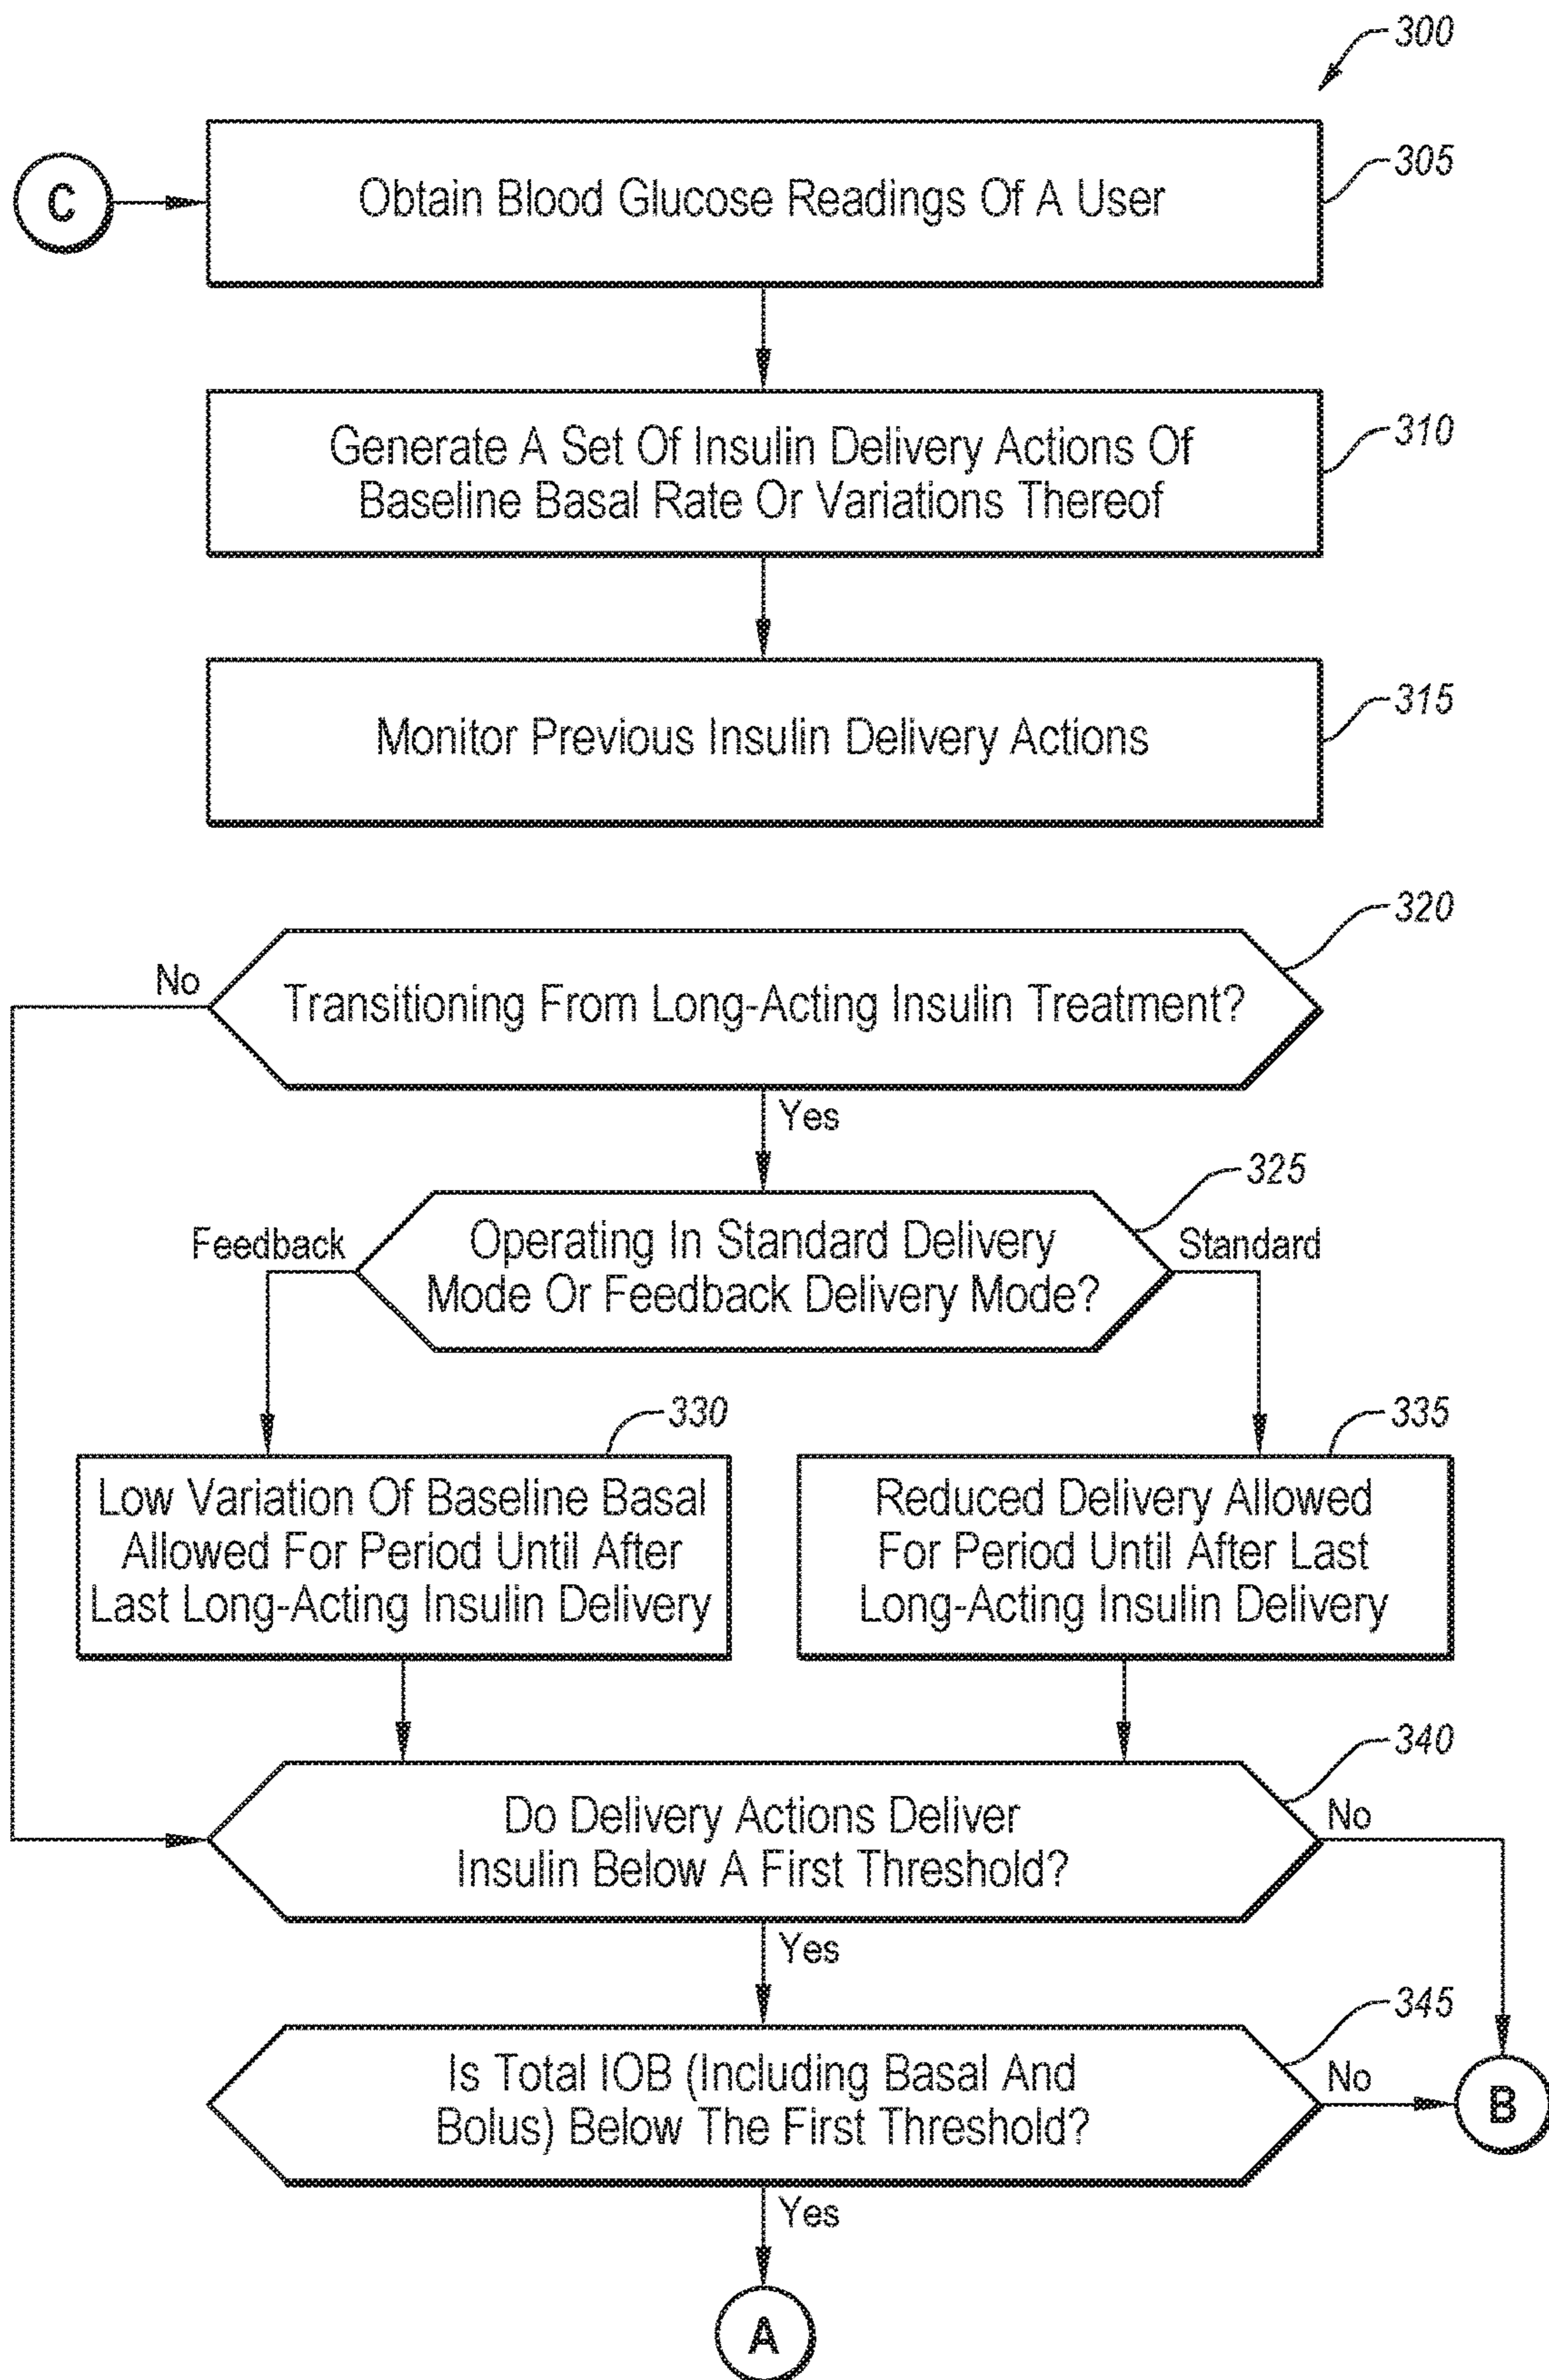 300
C
Obtain Blood Glucose Readings Of A User
305
Generate A Set Of Insulin Delivery Actions Of
Baseline Basal Rate Or Variations Thereof
310
Monitor Previous Insulin Delivery Actions
315
320
No
Transitioning From Long-Acting Insulin Treatment?
Yes
325
Feedback
Operating In Standard Delivery
Mode Or Feedback Delivery Mode?
Standard
330
335
Low Variation Of Baseline Basal
Allowed For Period Until After
Last Long-Acting Insulin Delivery
Reduced Delivery Allowed
For Period Until After Last
Long-Acting Insulin Delivery
340
Do Delivery Actions Deliver
Insulin Below A First Threshold?
No
Yes
345
Is Total IOB (Including Basal And
Bolus) Below The First Threshold?
No
B
Yes
A